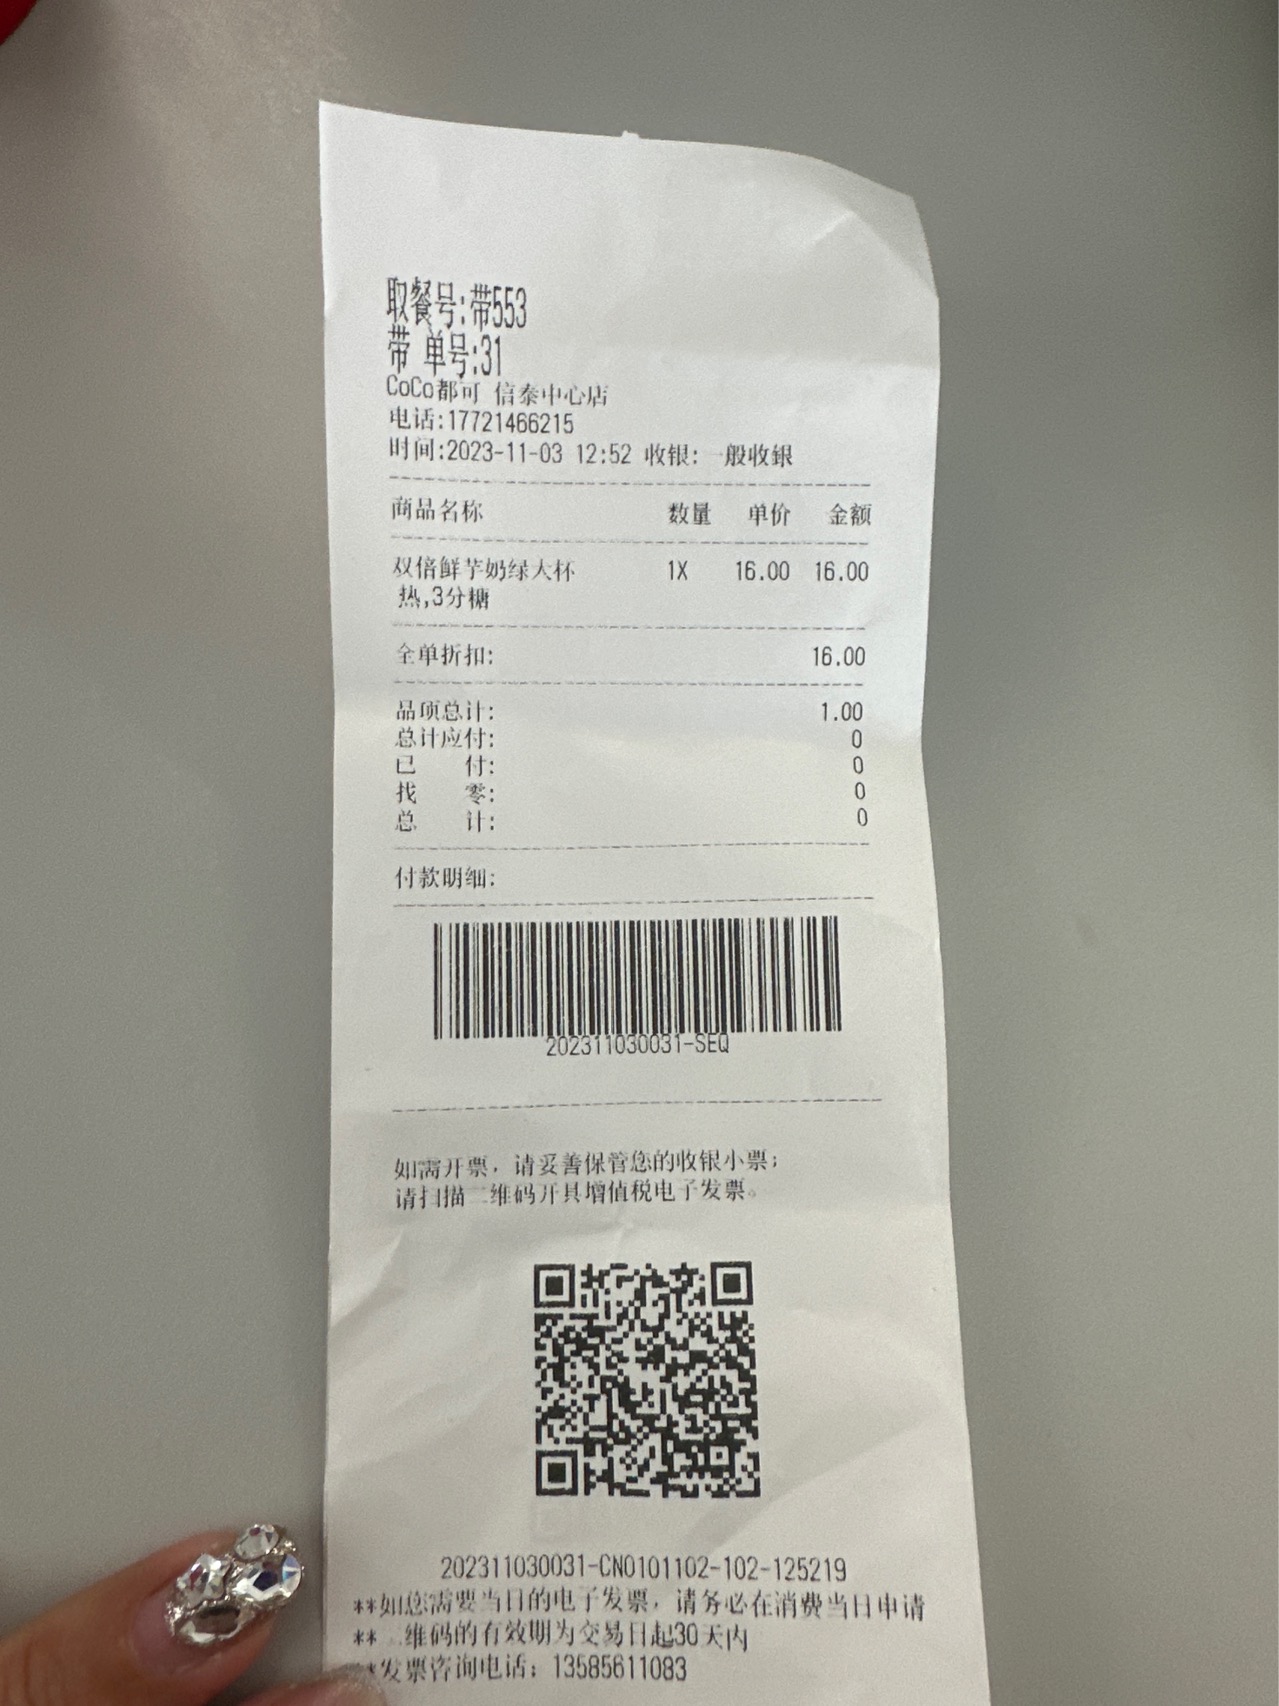 取餐号:带553
带 单号:31
CoCo都可 信泰中心店
电话:17721466215
时间:2023-11-03 12:52 收银: 一般收銀
商品名称 数量 单价 金额
双倍鲜芋奶绿大杯 1X 16.00 16.00
热,3分糖
全单折扣: 16.00
品项总计: 1.00
总计应付: 0
已 付: 0
找 零: 0
总 计: 0
付款明细:
202311030031-SEQ
如需开票，请妥善保管您的收银小票;
请扫描二维码开具增值税电子发票。
202311030031-CN0101102-102-125219
**如您需要当日的电子发票，请务必在消费当日申请
**二维码的有效期为交易日起30天内
**发票咨询电话：13585611083